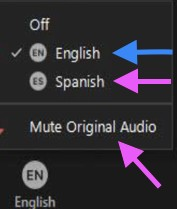 Off
EN English
ES Spanish
Mute Original Audio
EN
English